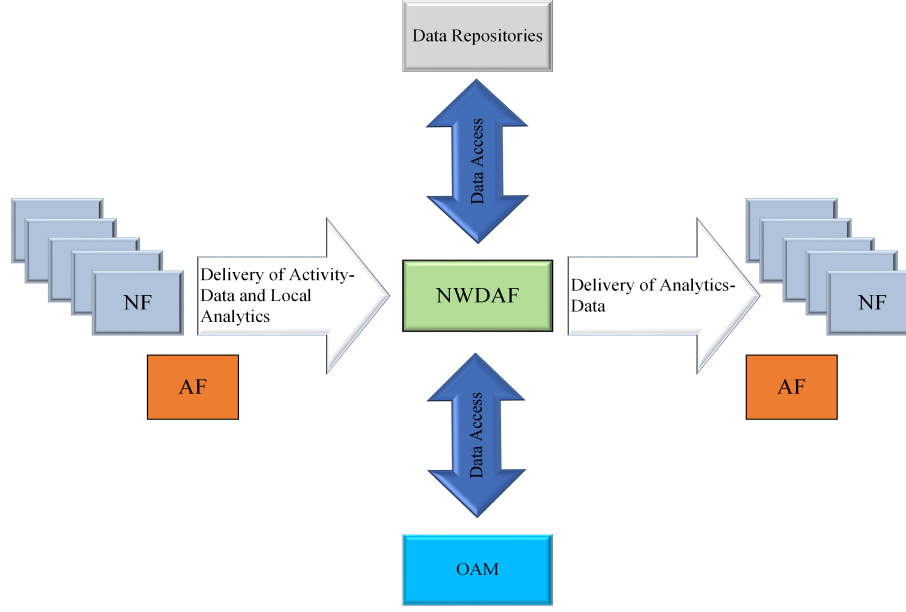 Data Repositories
Data Access
NF
AF
Delivery of Activity-
Data and Local
Analytics
NWDAF
Delivery of Analytics-
Data
NF
AF
Data Access
OAM